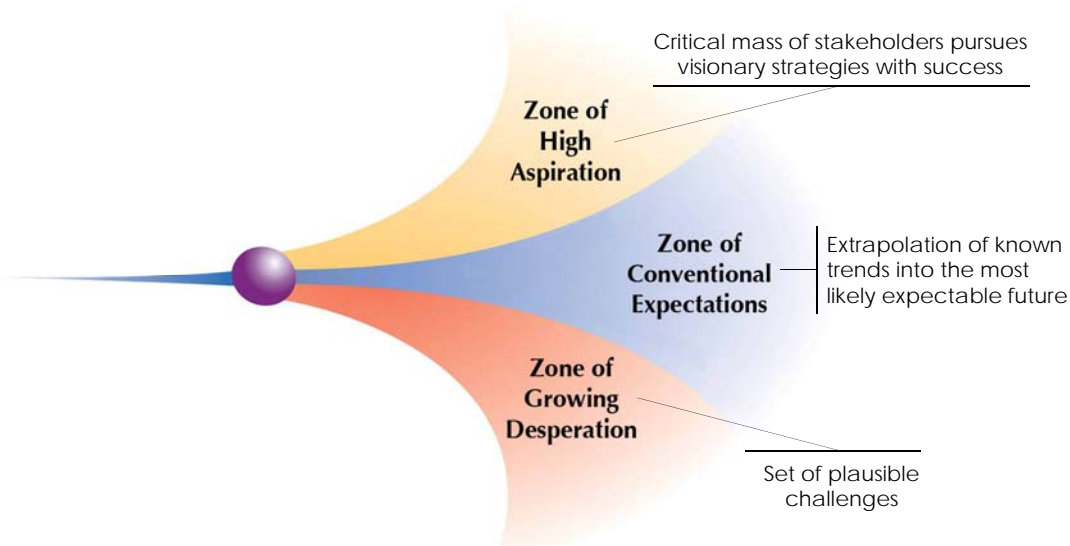 Critical mass of stakeholders pursues
visionary strategies with success
Zone of
High
Aspiration
Zone of
Conventional
Expectations
Extrapolation of known
trends into the most
likely expectable future
Zone of
Growing
Desperation
Set of plausible
challenges